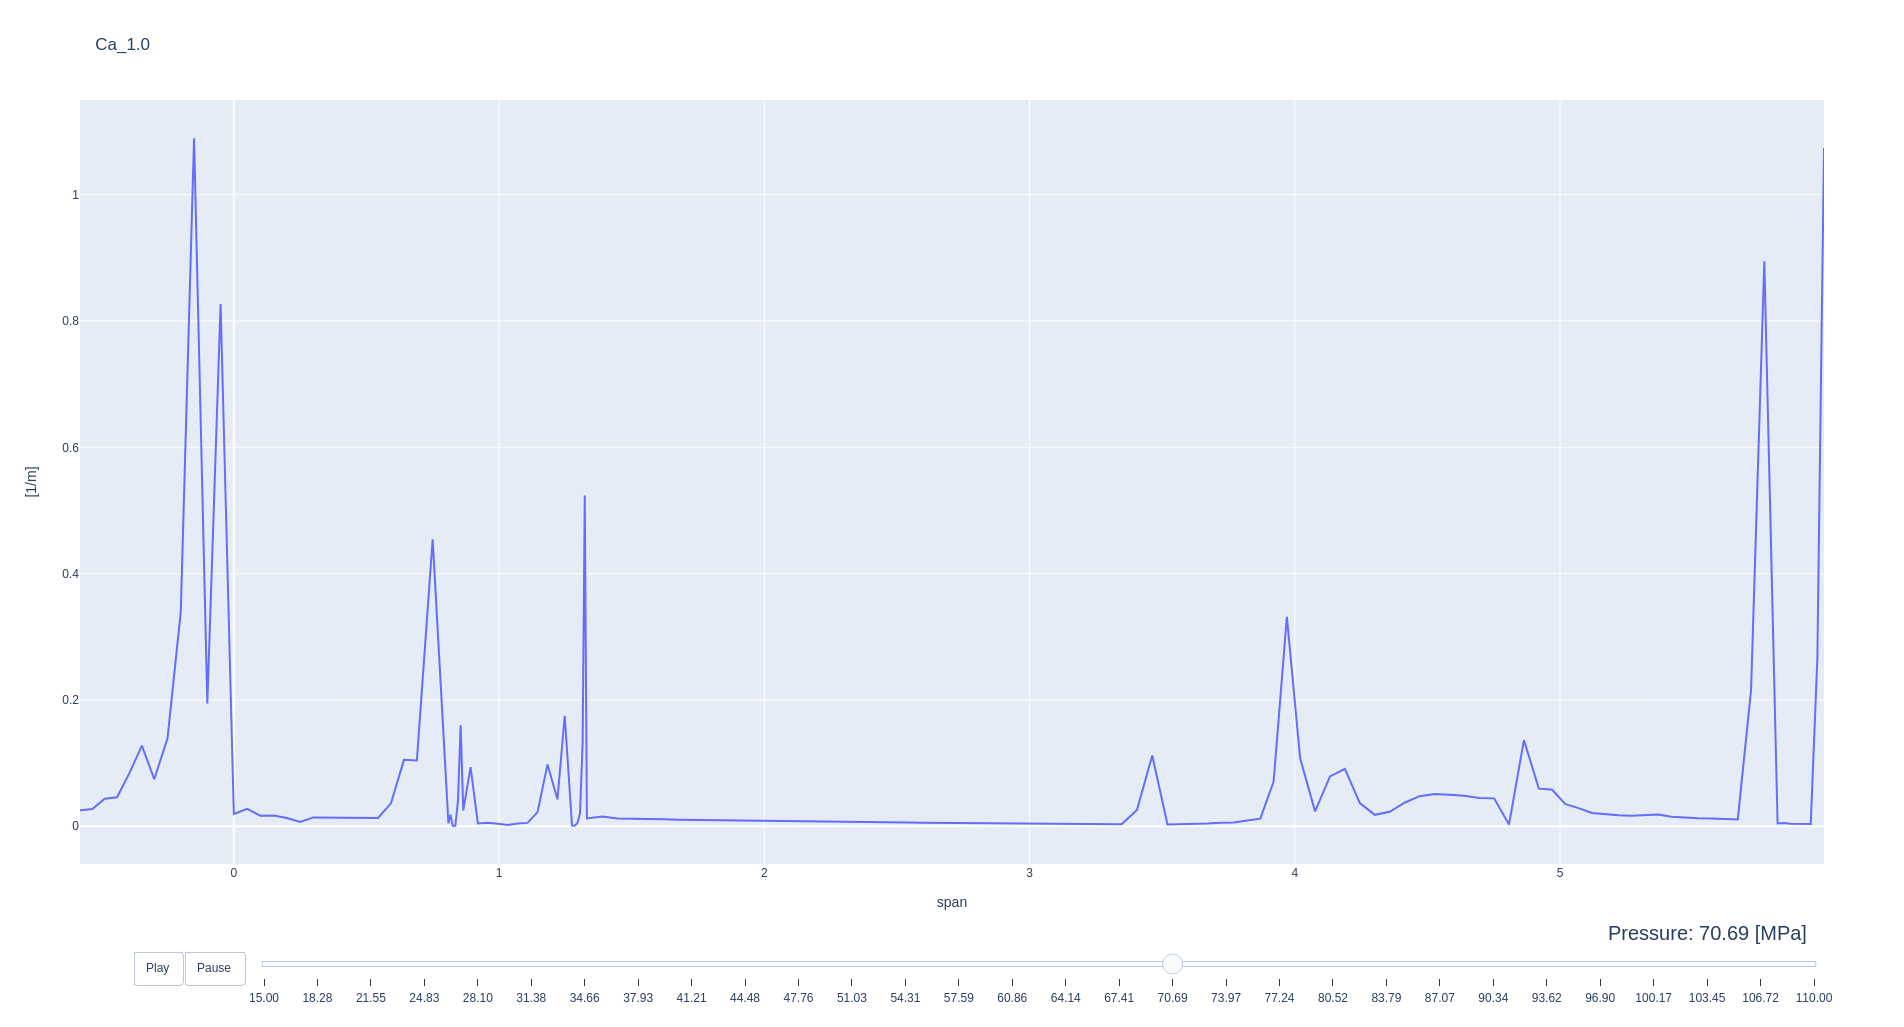 Ca_1.0
1
0.8
0.6
0.4
0.2
0
[1/m]
0 1 2 3 4 5
span
Pressure: 70.69 [MPa]
Play Pause
15.00 18.28 21.55 24.83 28.10 31.38 34.66 37.93 41.21 44.48 47.76 51.03 54.31 57.59 60.86 64.14 67.41 70.69 73.97 77.24 80.52 83.79 87.07 90.34 93.62 96.90 100.17 103.45 106.72 110.00